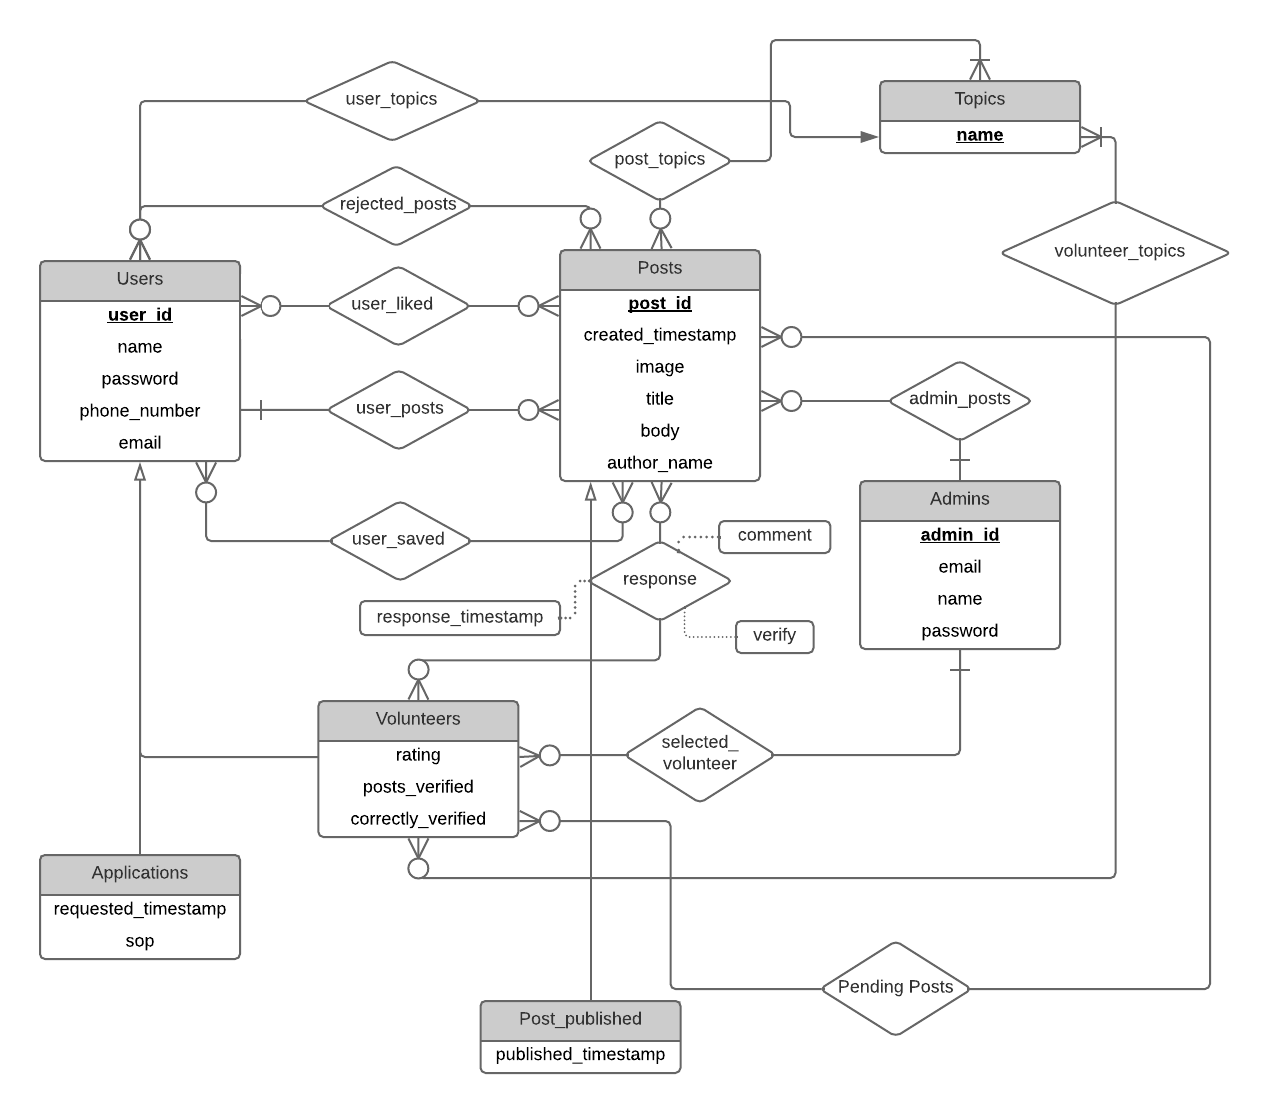 user_topics
Topics
name
post_topics
rejected_posts
volunteer_topics
Users
user_id
name
password
phone_number
email
user_liked
user_posts
user_saved
Posts
post_id
created_timestamp
image
title
body
author_name
admin_posts
Admins
admin_id
email
name
password
comment
response
response_timestamp
verify
Volunteers
rating
posts_verified
correctly_verified
selected_
volunteer
Applications
requested_timestamp
sop
Pending Posts
Post_published
published_timestamp